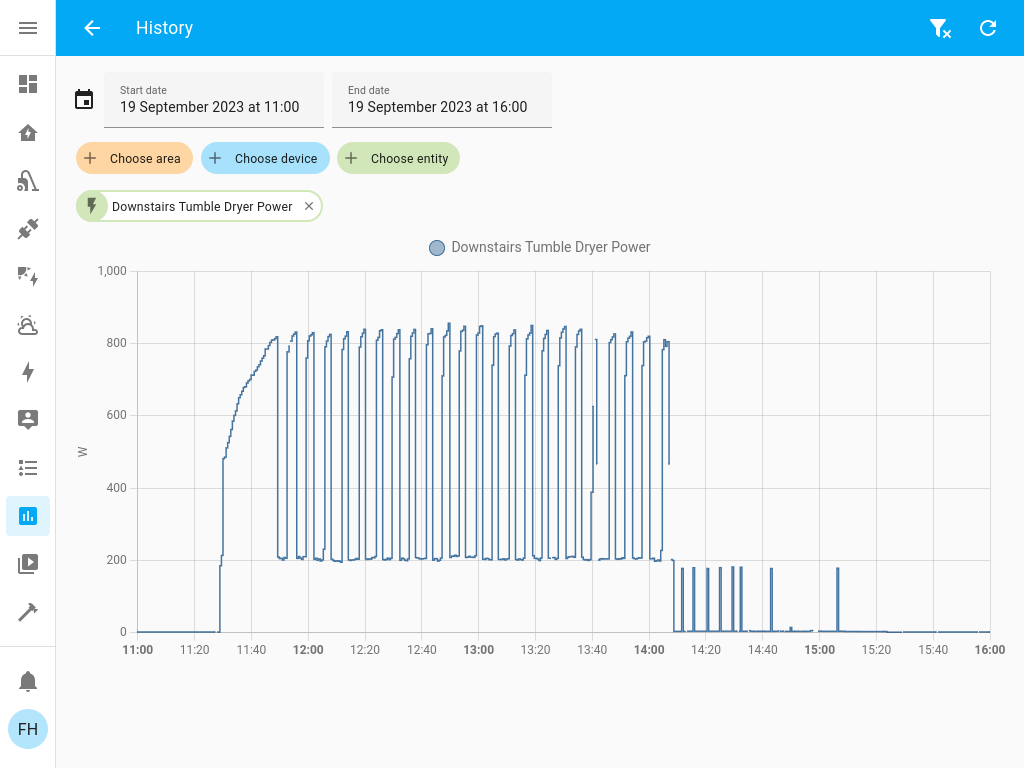 History
Start date
19 September 2023 at 11:00
End date
19 September 2023 at 16:00
Choose area
Choose device
Choose entity
Downstairs Tumble Dryer Power
Downstairs Tumble Dryer Power
1,000
800
600
W
400
200
0
11:00 11:20 11:40 12:00 12:20 12:40 13:00 13:20 13:40 14:00 14:20 14:40 15:00 15:20 15:40 16:00
FH